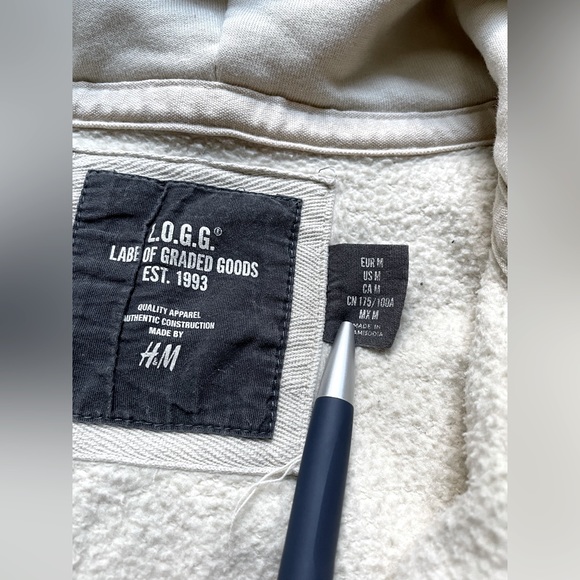 L.O.G.G.®
LABEL OF GRADED GOODS
EST. 1993
QUALITY APPAREL
AUTHENTIC CONSTRUCTION
MADE BY
H&M
EUR M
US M
CA M
CN 175/100A
MX M
MADE IN
CAMBODIA